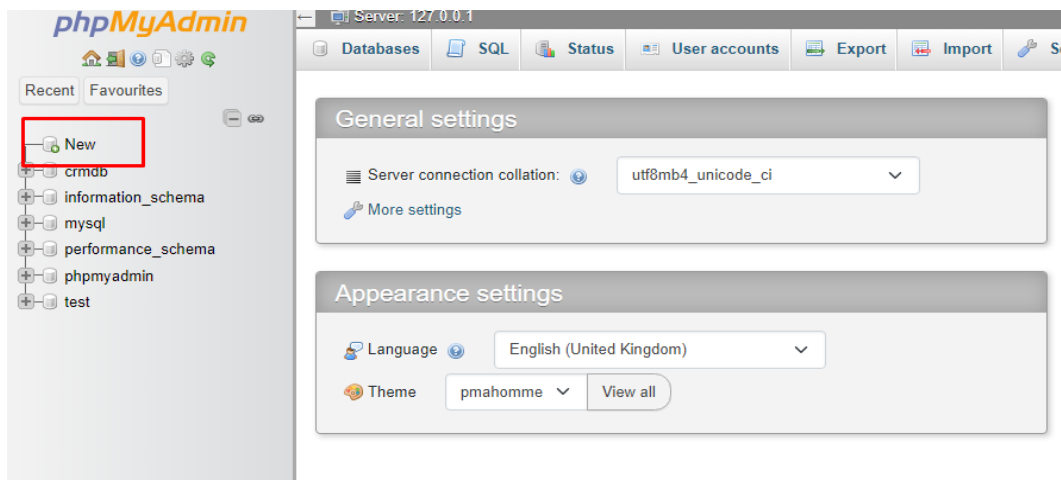 phpMyAdmin
Recent Favourites
New
crmdb
information_schema
mysql
performance_schema
phpmyadmin
test
Server: 127.0.0.1
Databases SQL Status User accounts Export Import
General settings
Server connection collation: utf8mb4_unicode_ci
More settings
Appearance settings
Language English (United Kingdom)
Theme pmahomme View all